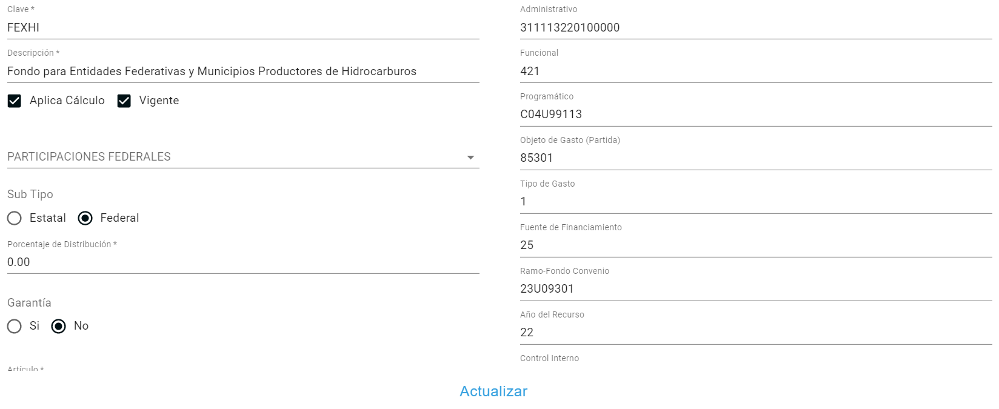 Clave *
FEXHI
Descripción *
Fondo para Entidades Federativas y Municipios Productores de Hidrocarburos
Aplica Cálculo Vigente
PARTICIPACIONES FEDERALES
Sub Tipo
Estatal Federal
Porcentaje de Distribución *
0.00
Garantía
Si No
Artículo *
Administrativo
311113220100000
Funcional
421
Programático
C04U99113
Objeto de Gasto (Partida)
85301
Tipo de Gasto
1
Fuente de Financiamiento
25
Ramo-Fondo Convenio
23U09301
Año del Recurso
22
Control Interno
Actualizar